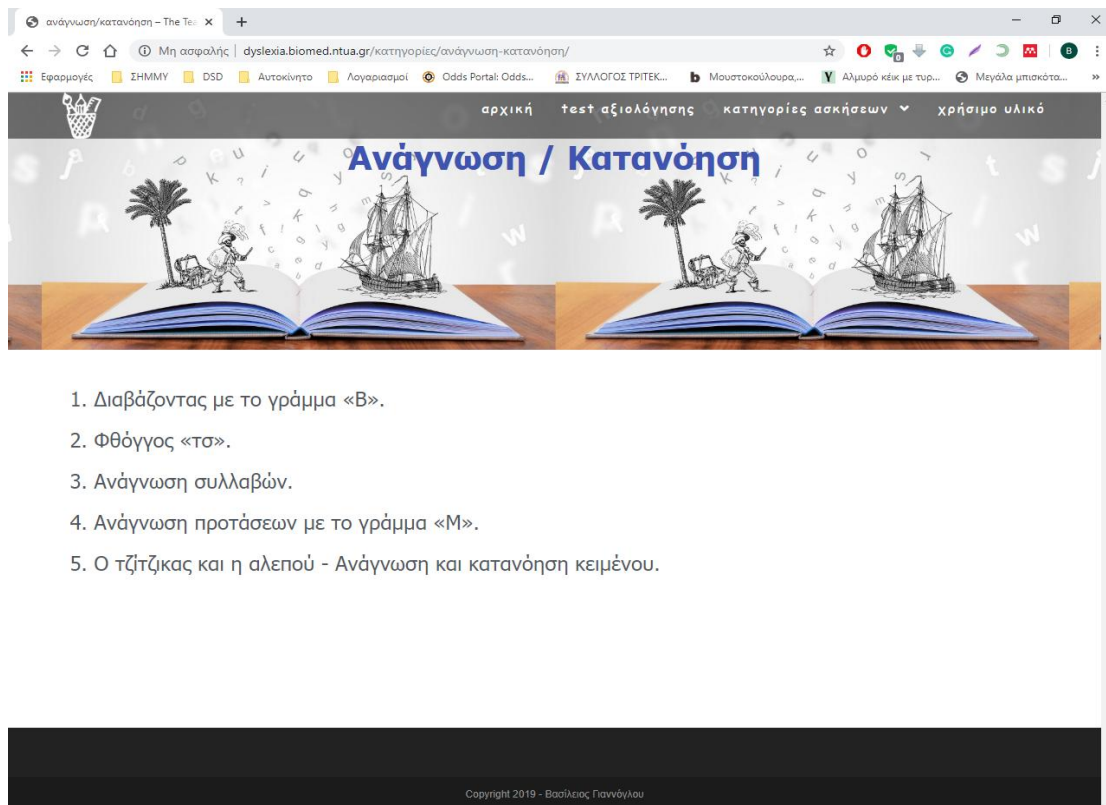 ανάγνωση/κατανόηση – The Tea
Μη ασφαλής | dyslexia.biomed.ntua.gr/κατηγορίες/ανάγνωση-κατανόηση/
Εφαρμογές ΣΗΜΜΥ DSD Αυτοκίνητο Λογαριασμοί Odds Portal: Odds... ΣΥΛΛΟΓΟΣ ΤΡΙΤΕΚ... Μουστοκούλουρα,... Αλμυρό κέικ με τυρ... Μεγάλα μπισκότα... »
αρχική test αξιολόγησης κατηγορίες ασκήσεων χρήσιμο υλικό
Ανάγνωση / Κατανόηση
1. Διαβάζοντας με το γράμμα «Β».
2. Φθόγγος «τσ».
3. Ανάγνωση συλλαβών.
4. Ανάγνωση προτάσεων με το γράμμα «Μ».
5. Ο τζίτζικας και η αλεπού - Ανάγνωση και κατανόηση κειμένου.
Copyright 2019 - Βασίλειος Γιαννόγλου